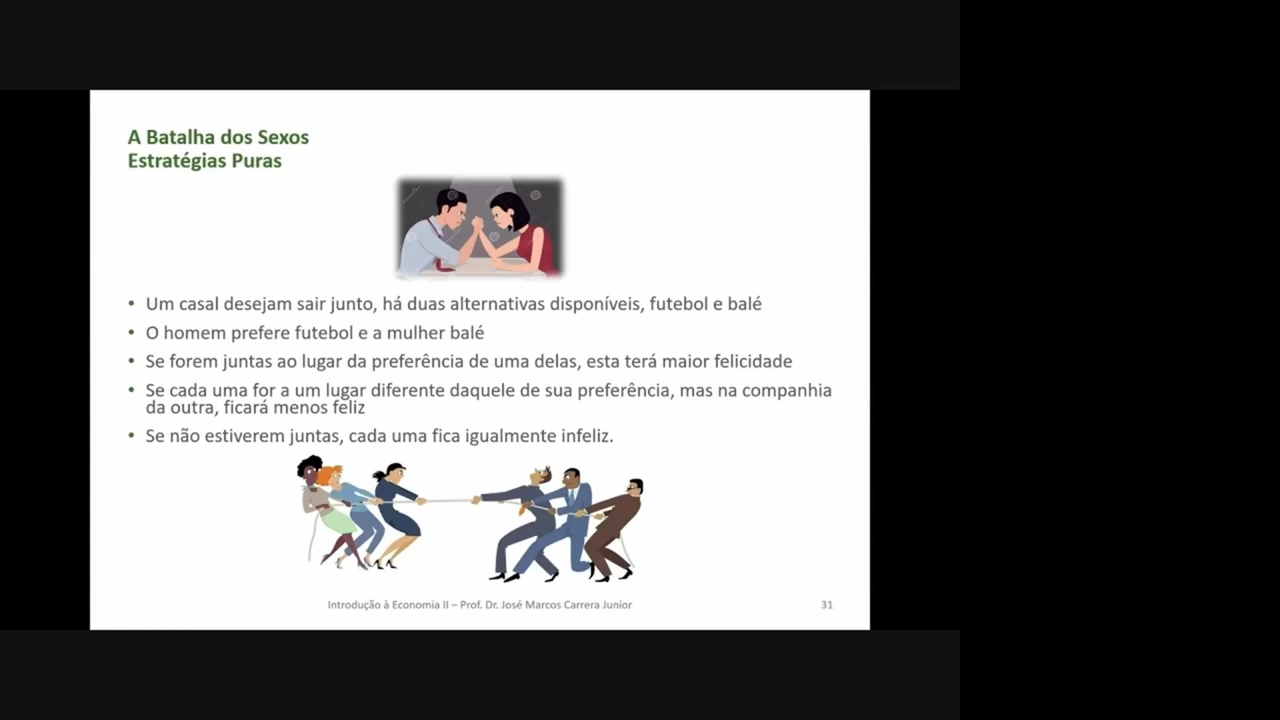 A Batalha dos Sexos
Estratégias Puras
• Um casal desejam sair junto, há duas alternativas disponíveis, futebol e balé
• O homem prefere futebol e a mulher balé
• Se forem juntas ao lugar da preferência de uma delas, esta terá maior felicidade
• Se cada uma for a um lugar diferente daquele de sua preferência, mas na companhia
da outra, ficará menos feliz
• Se não estiverem juntas, cada uma fica igualmente infeliz.
Introdução à Economia II – Prof. Dr. José Marcos Carrera Junior
31